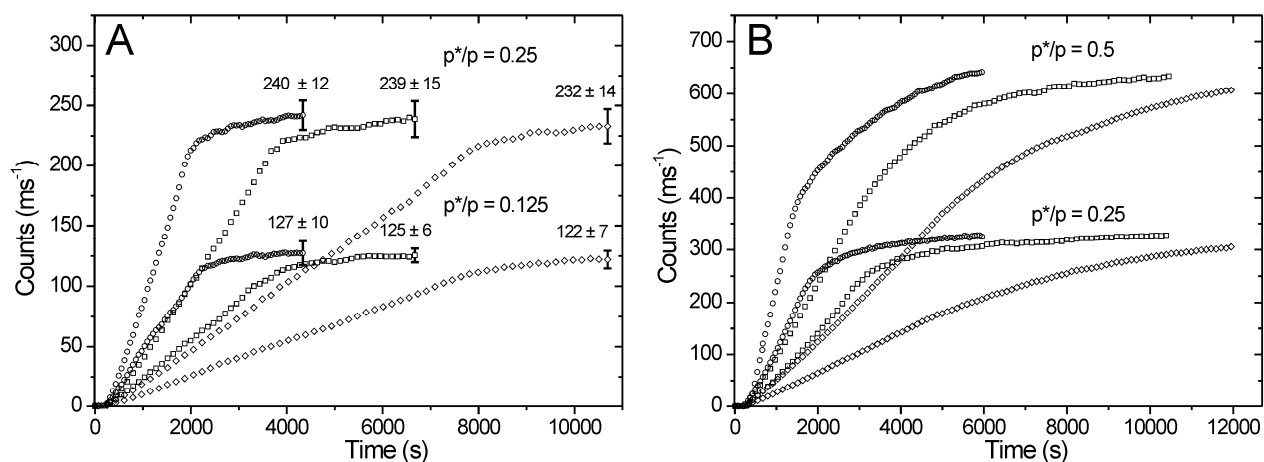 A
p*/p = 0.25
240 ± 12
239 ± 15
232 ± 14
p*/p = 0.125
127 ± 10
125 ± 6
122 ± 7
300
250
200
150
100
50
0
Counts (ms-1)
0 2000 4000 6000 8000 10000
Time (s)
B
p*/p = 0.5
p*/p = 0.25
700
600
500
400
300
200
100
0
Counts (ms-1)
0 2000 4000 6000 8000 10000 12000
Time (s)